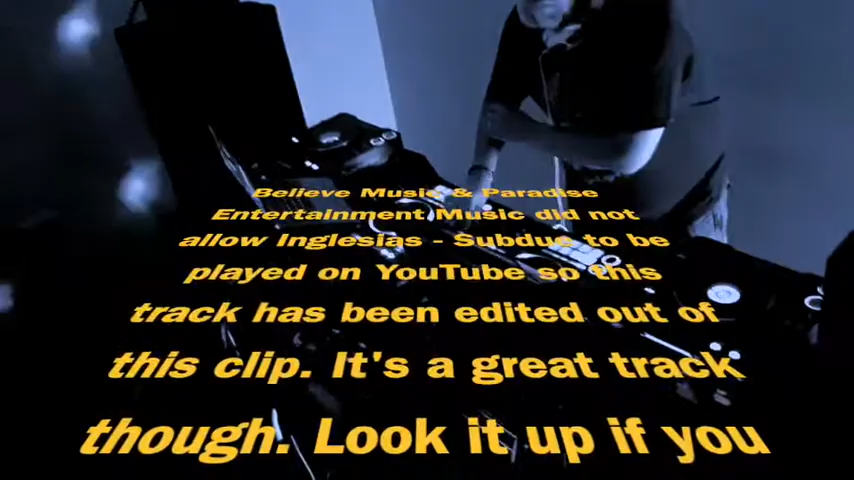 Believe Music & Paradise
Entertainment Music did not
allow Inglesias - Subduo to be
played on YouTube so this
track has been edited out of
this clip. It's a great track
though. Look it up if you